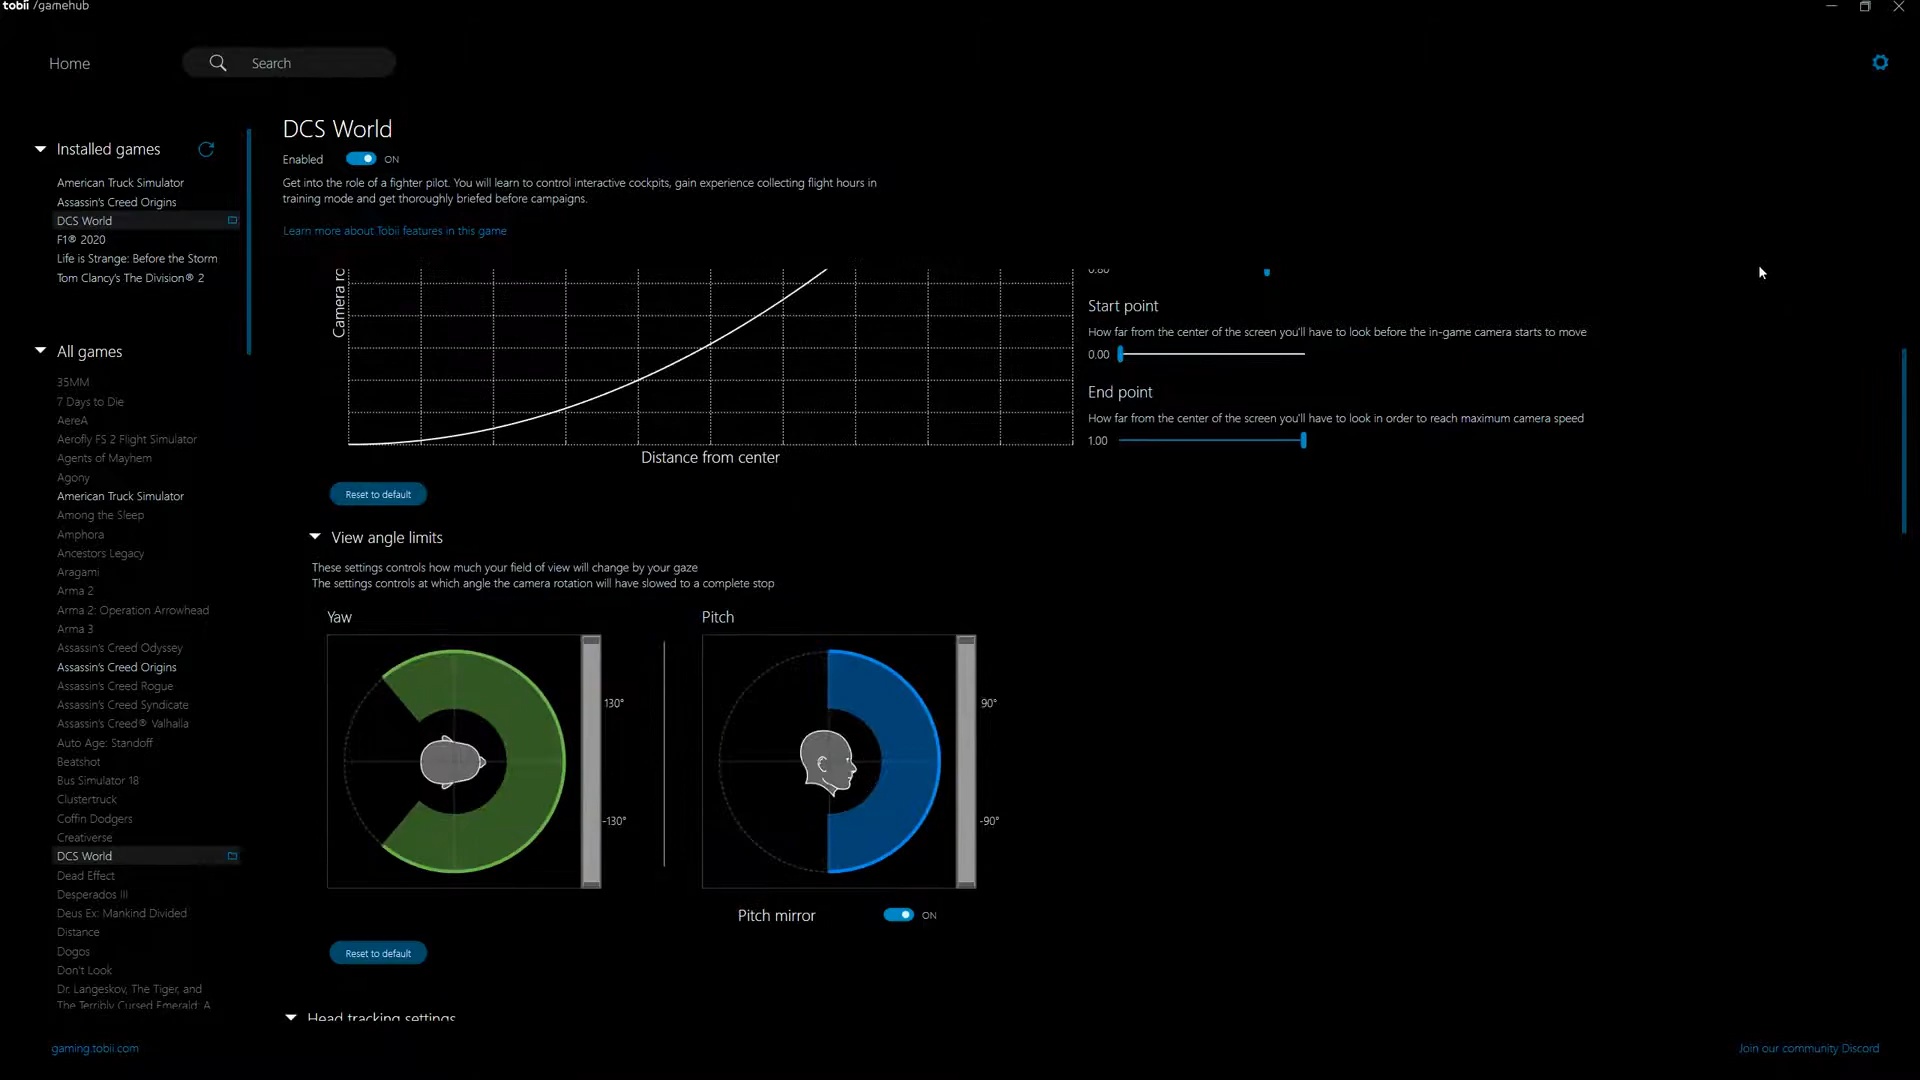 tobii /gamehub
Home
Search
Installed games
American Truck Simulator
Assassin's Creed Origins
DCS World
F1® 2020
Life is Strange: Before the Storm
Tom Clancy's The Division® 2
All games
35MM
7 Days to Die
AereA
Aerofly FS 2 Flight Simulator
Agents of Mayhem
Agony
American Truck Simulator
Among the Sleep
Amphora
Ancestors Legacy
Aragami
Arma 2
Arma 2: Operation Arrowhead
Arma 3
Assassin's Creed Odyssey
Assassin's Creed Origins
Assassin's Creed Rogue
Assassin's Creed Syndicate
Assassin's Creed® Valhalla
Auto Age: Standoff
Beatshot
Bus Simulator 18
Clustertruck
Coffin Dodgers
Creativerse
DCS World
Dead Effect
Desperados III
Deus Ex: Mankind Divided
Distance
Dogos
Don't Look
Dr. Langeskov, The Tiger, and
The Terribly Cursed Emerald: A
gaming.tobii.com
DCS World
Enabled ON
Get into the role of a fighter pilot. You will learn to control interactive cockpits, gain experience collecting flight hours in
training mode and get thoroughly briefed before campaigns.
Learn more about Tobii features in this game
Camera ro
Distance from center
0.80
Start point
How far from the center of the screen you'll have to look before the in-game camera starts to move
0.00
End point
How far from the center of the screen you'll have to look in order to reach maximum camera speed
1.00
Reset to default
View angle limits
These settings controls how much your field of view will change by your gaze
The settings controls at which angle the camera rotation will have slowed to a complete stop
Yaw
130°
-130°
Pitch
90°
-90°
Pitch mirror ON
Reset to default
Head tracking settings
Join our community Discord